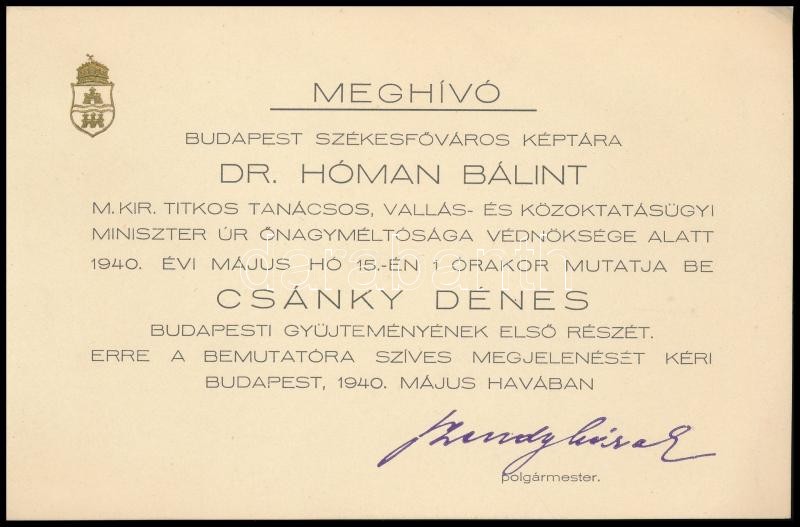 MEGHÍVÓ
BUDAPEST SZÉKESFŐVÁROS KÉPTÁRA
DR. HÓMAN BÁLINT
M. KIR. TITKOS TANÁCSOS, VALLÁS- ÉS KÖZOKTATÁSÜGYI
MINISZTER ÚR ŐNAGYMÉLTÓSÁGA VÉDNÖKSÉGE ALATT
1940. ÉVI MÁJUS HÓ 15.-ÉN 1 ÓRAKOR MUTATJA BE
CSÁNKY DÉNES
BUDAPESTI GYÜJTEMÉNYÉNEK ELSŐ RÉSZÉT.
ERRE A BEMUTATÓRA SZÍVES MEGJELENÉSÉT KÉRI
BUDAPEST, 1940. MÁJUS HAVÁBAN
polgármester.
darabanth